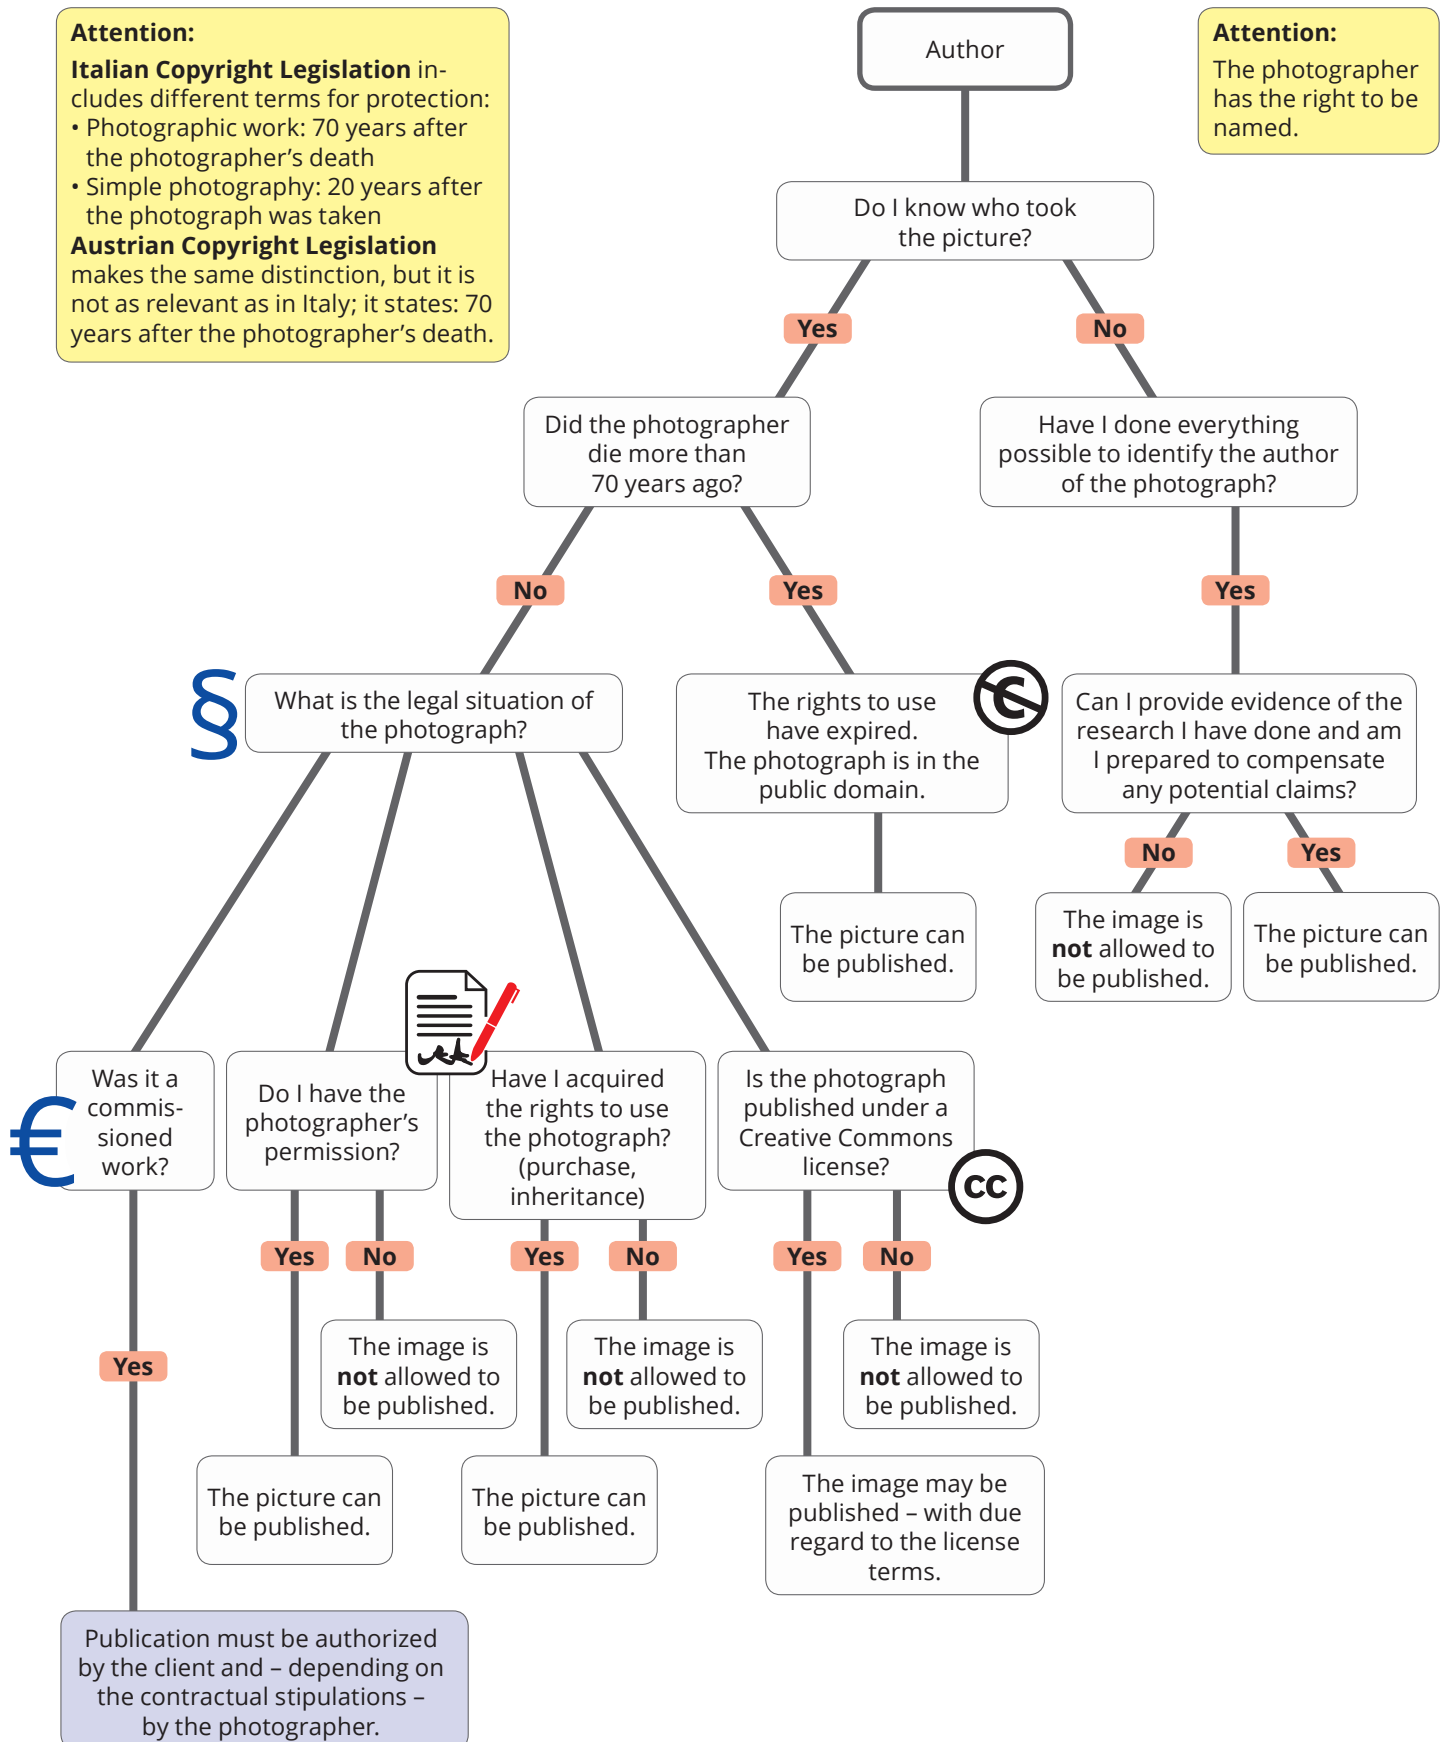 Attention:
Italian Copyright Legislation in-
cludes different terms for protection:
• Photographic work: 70 years after
the photographer’s death
• Simple photography: 20 years after
the photograph was taken
Austrian Copyright Legislation
makes the same distinction, but it is
not as relevant as in Italy; it states: 70
years after the photographer’s death.
Author
Attention:
The photographer
has the right to be
named.
Do I know who took
the picture?
Yes
No
Did the photographer
die more than
70 years ago?
Have I done everything
possible to identify the author
of the photograph?
No
Yes
Yes
§
What is the legal situation of
the photograph?
The rights to use
have expired.
The photograph is in the
public domain.
C
Can I provide evidence of the
research I have done and am
I prepared to compensate
any potential claims?
No
Yes
The picture can
be published.
The image is
not allowed to
be published.
The picture can
be published.
€
Was it a
commis-
sioned
work?
Do I have the
photographer’s
permission?
Have I acquired
the rights to use
the photograph?
(purchase,
inheritance)
Is the photograph
published under a
Creative Commons
license?
cc
Yes
No
Yes
No
Yes
No
Yes
The image is
not allowed to
be published.
The image is
not allowed to
be published.
The image is
not allowed to
be published.
The picture can
be published.
The picture can
be published.
The image may be
published – with due
regard to the license
terms.
Publication must be authorized
by the client and – depending on
the contractual stipulations –
by the photographer.